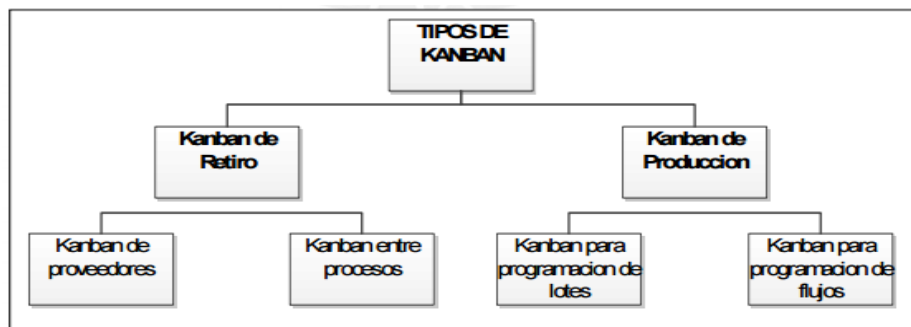 TIPOS DE
KANBAN
Kanban de
Retiro
Kanban de
Produccion
Kanban de
proveedores
Kanban entre
procesos
Kanban para
programacion de
lotes
Kanban para
programacion de
flujos